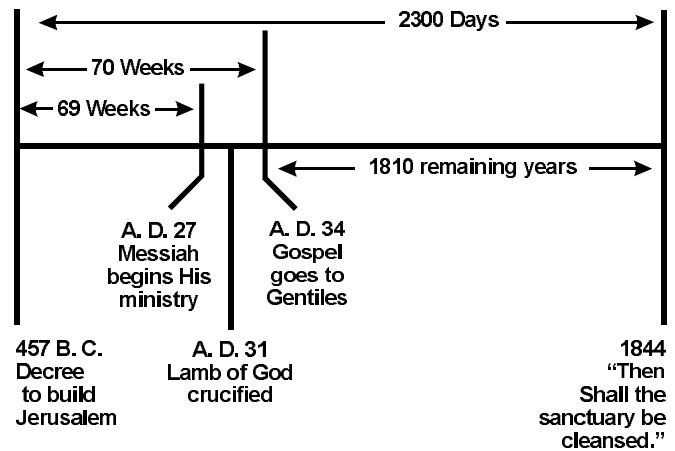 2300 Days
70 Weeks
69 Weeks
1810 remaining years
A. D. 27
Messiah
begins His
ministry
A. D. 34
Gospel
goes to
Gentiles
457 B. C.
Decree
to build
Jerusalem
A. D. 31
Lamb of God
crucified
1844
“Then
Shall the
sanctuary be
cleansed.”